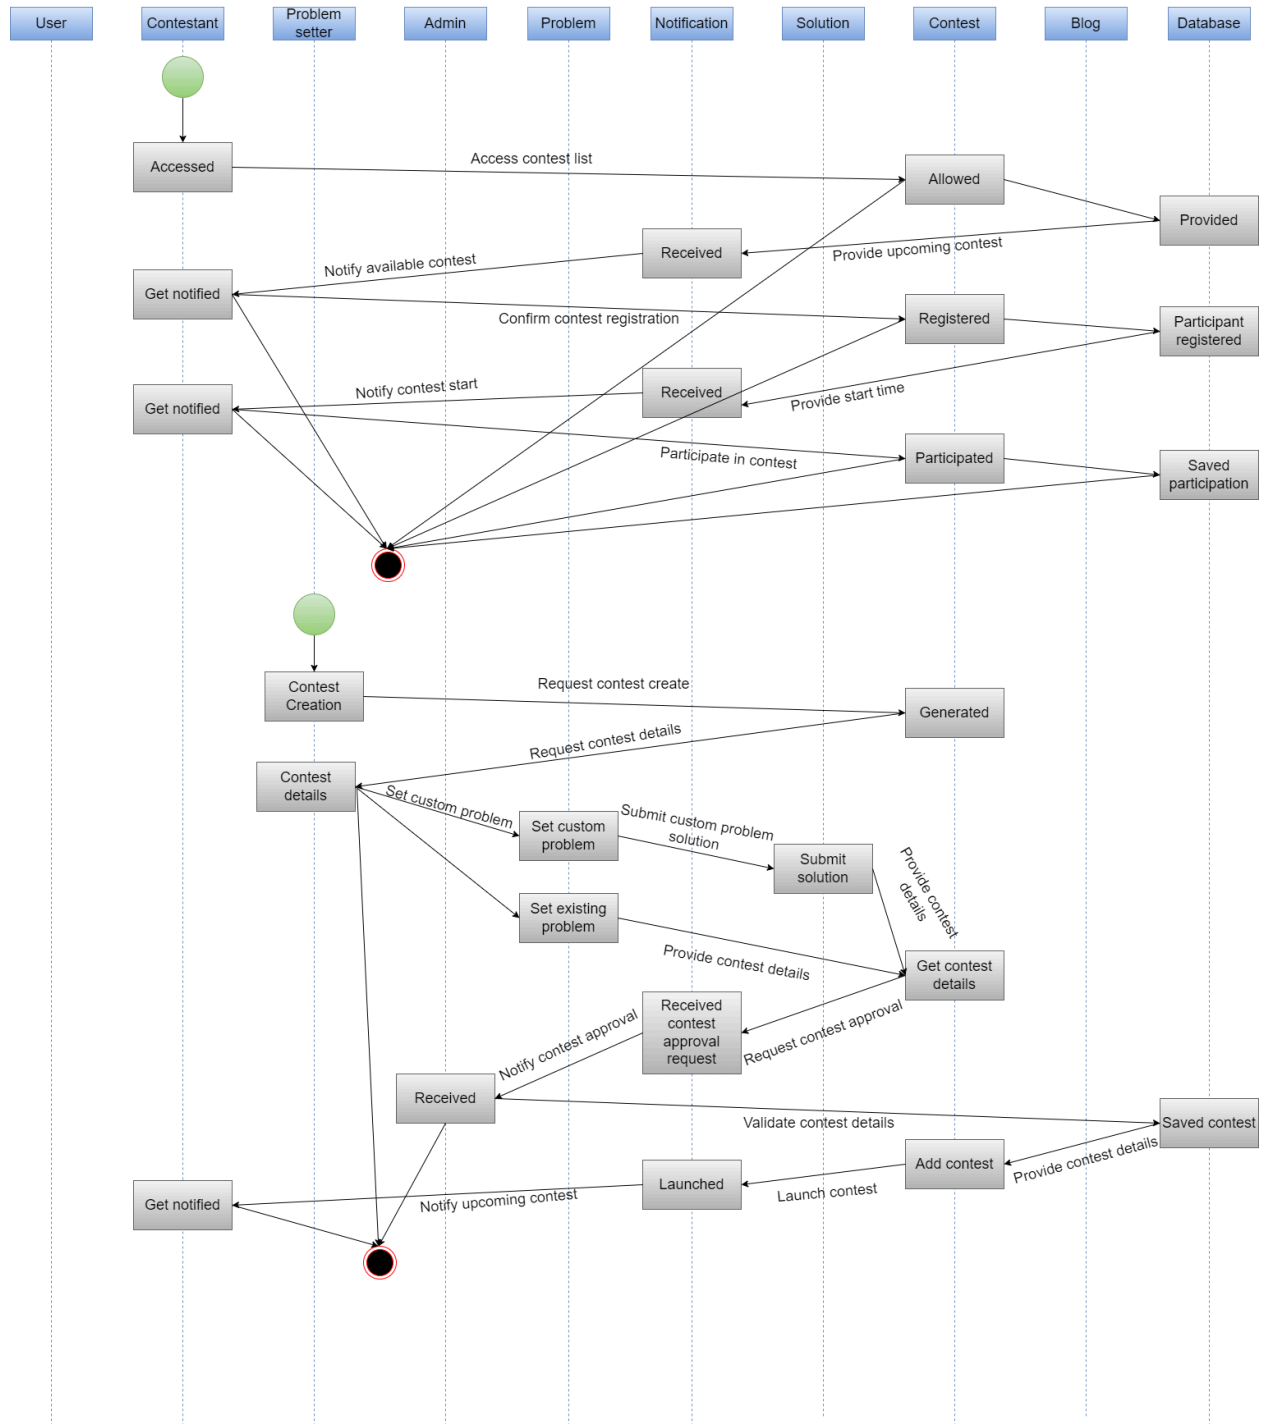 User
Contestant
Problem
setter
Admin
Problem
Notification
Solution
Contest
Blog
Database
Accessed
Access contest list
Allowed
Provided
Received
Provide upcoming contest
Notify available contest
Get notified
Confirm contest registration
Registered
Participant
registered
Notify contest start
Received
Provide start time
Get notified
Participate in contest
Participated
Saved
participation
Contest
Creation
Request contest create
Generated
Request contest details
Contest
details
Set custom problem
Set custom
problem
Submit custom problem
solution
Submit
solution
Provide contest
details
Set existing
problem
Provide contest details
Get contest
details
Received
contest
approval
request
Request contest approval
Notify contest approval
Received
Validate contest details
Saved contest
Provide contest details
Add contest
Launch contest
Launched
Notify upcoming contest
Get notified